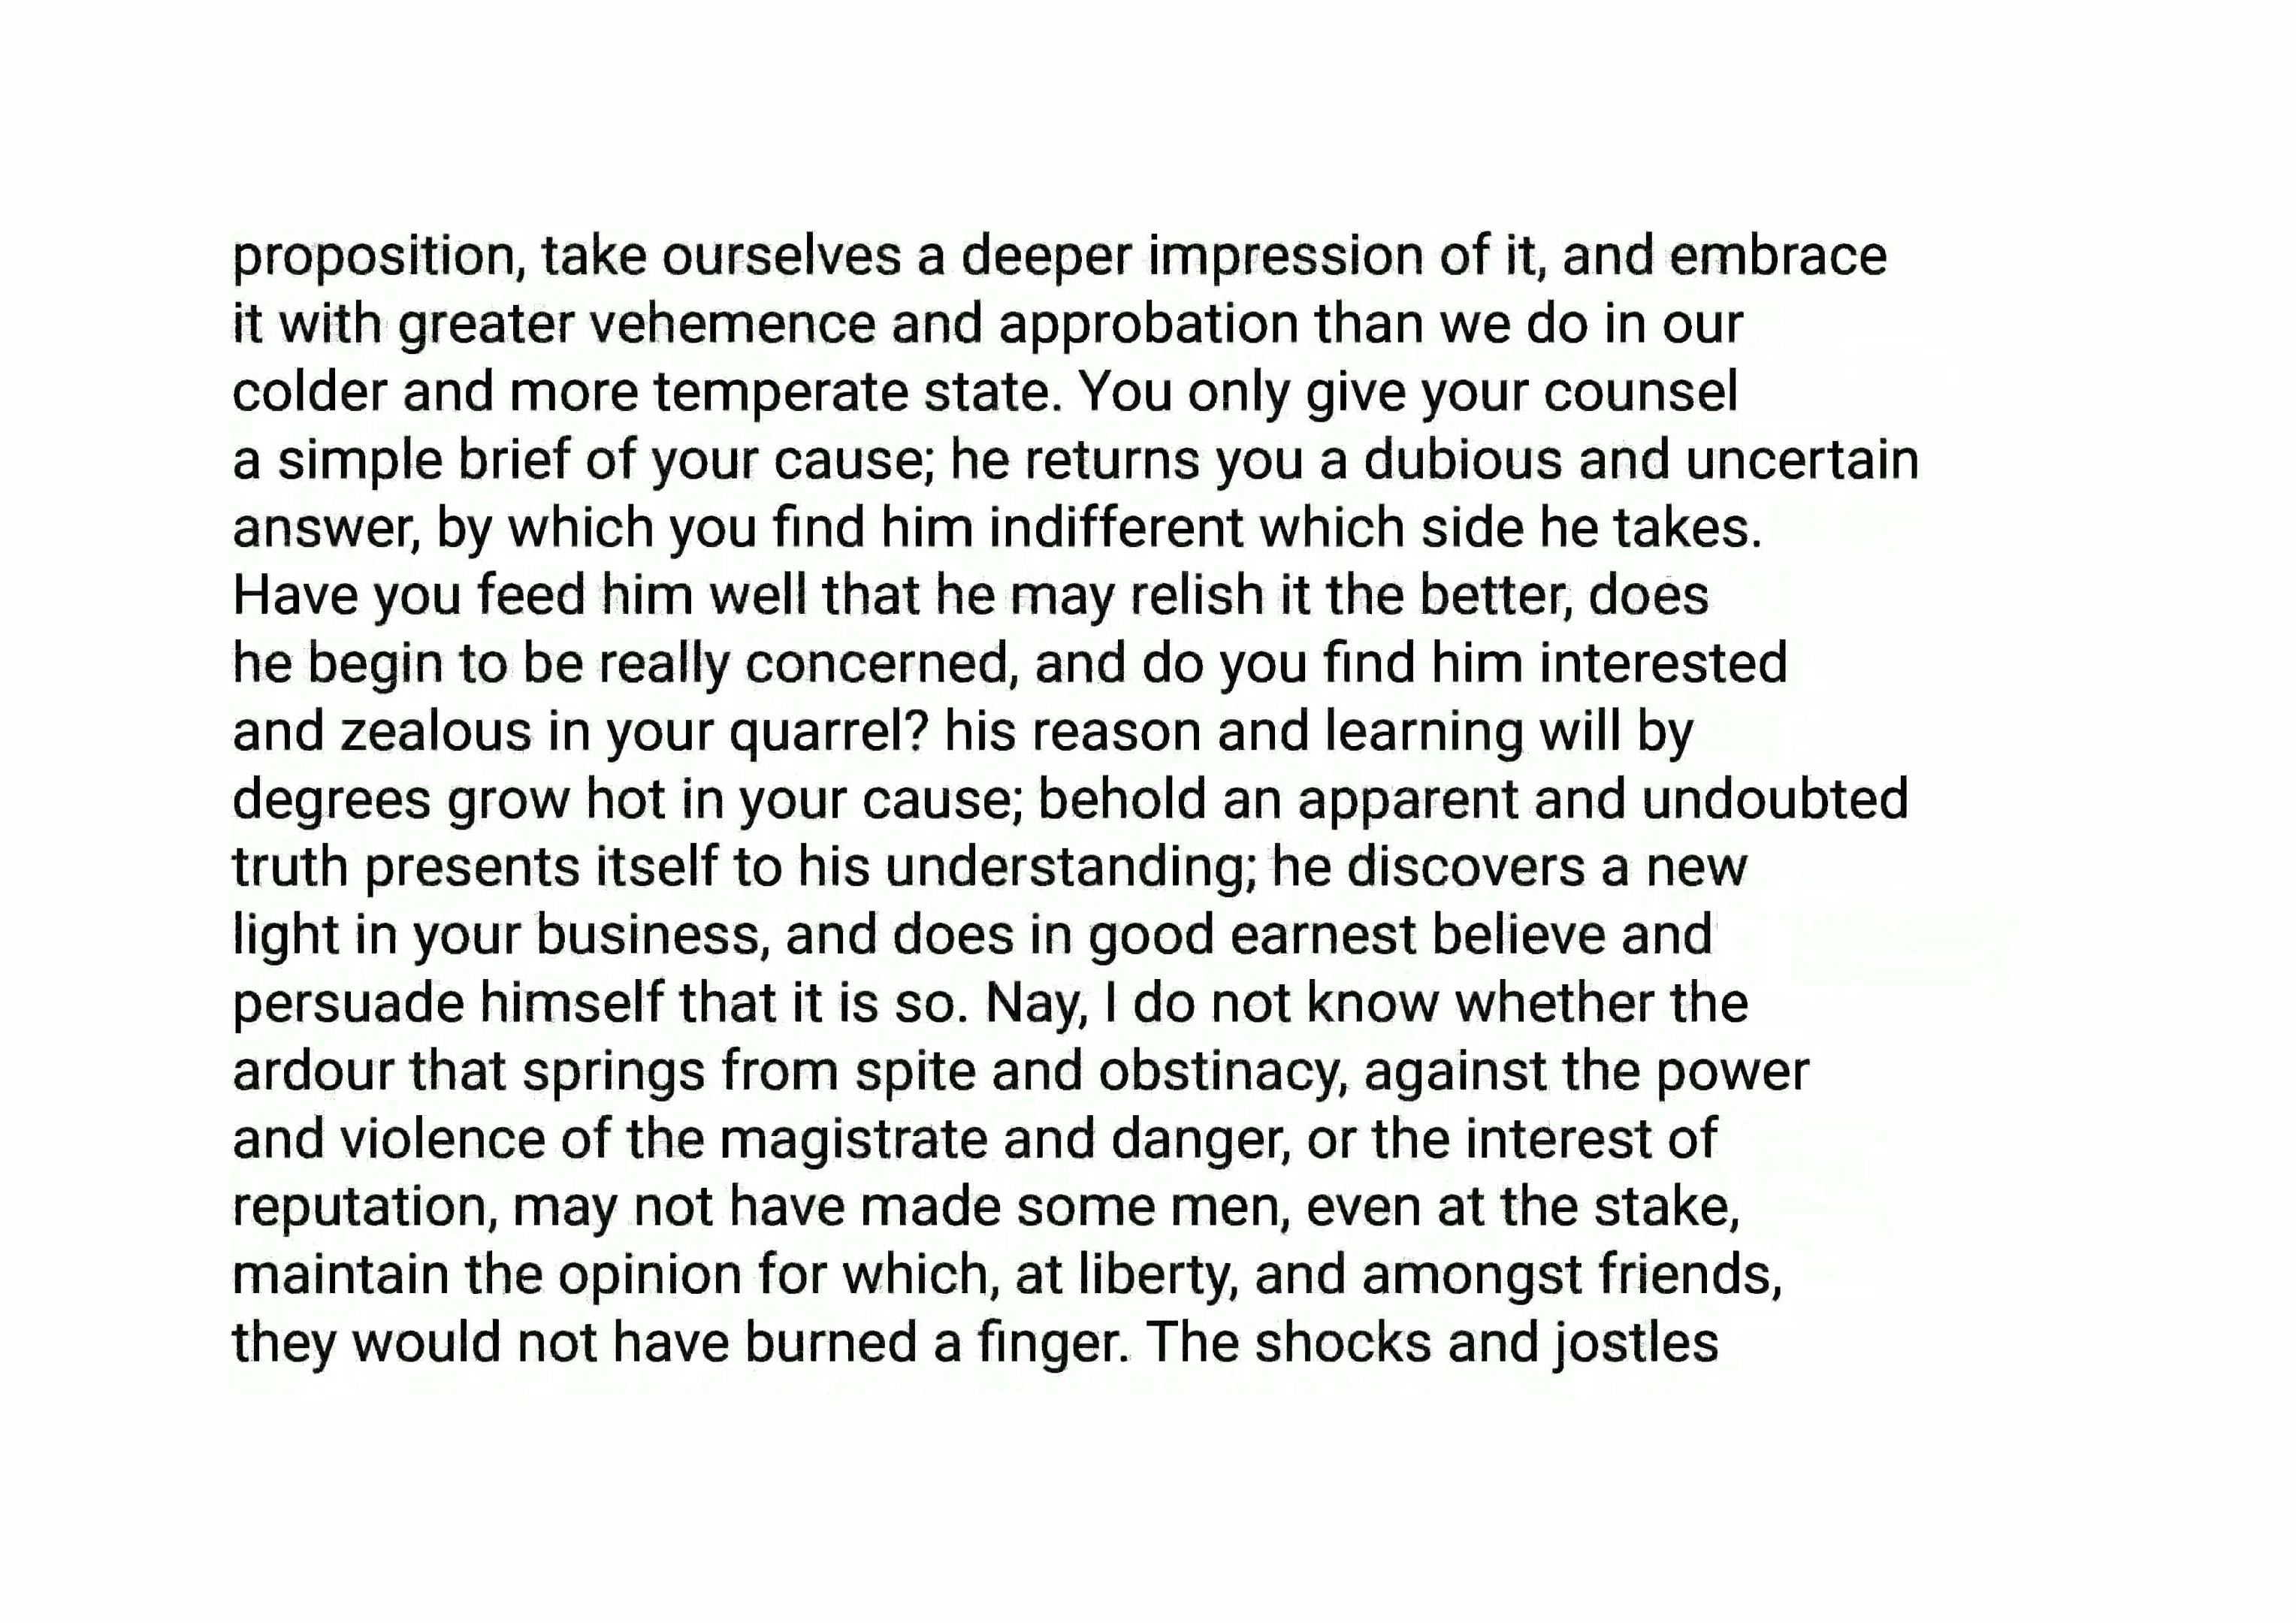 proposition, take ourselves a deeper impression of it, and embrace
it with greater vehemence and approbation than we do in our
colder and more temperate state. You only give your counsel
a simple brief of your cause; he returns you a dubious and uncertain
answer, by which you find him indifferent which side he takes.
Have you feed him well that he may relish it the better, does
he begin to be really concerned, and do you find him interested
and zealous in your quarrel? his reason and learning will by
degrees grow hot in your cause; behold an apparent and undoubted
truth presents itself to his understanding; he discovers a new
light in your business, and does in good earnest believe and
persuade himself that it is so. Nay, I do not know whether the
ardour that springs from spite and obstinacy, against the power
and violence of the magistrate and danger, or the interest of
reputation, may not have made some men, even at the stake,
maintain the opinion for which, at liberty, and amongst friends,
they would not have burned a finger. The shocks and jostles